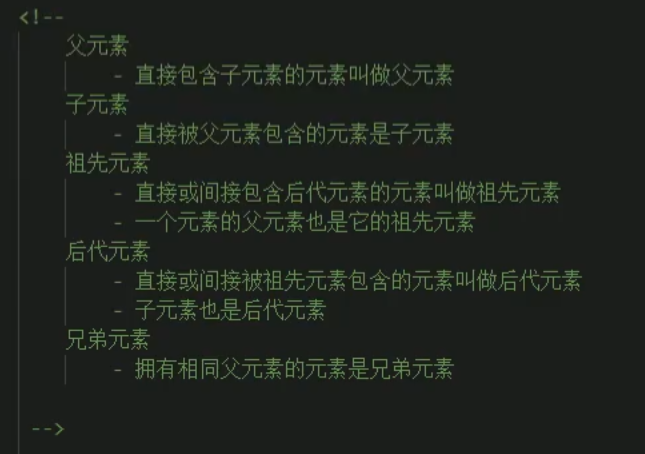 <!--
父元素
- 直接包含子元素的元素叫做父元素
子元素
- 直接被父元素包含的元素是子元素
祖先元素
- 直接或间接包含后代元素的元素叫做祖先元素
- 一个元素的父元素也是它的祖先元素
后代元素
- 直接或间接被祖先元素包含的元素叫做后代元素
- 子元素也是后代元素
兄弟元素
- 拥有相同父元素的元素是兄弟元素
-->